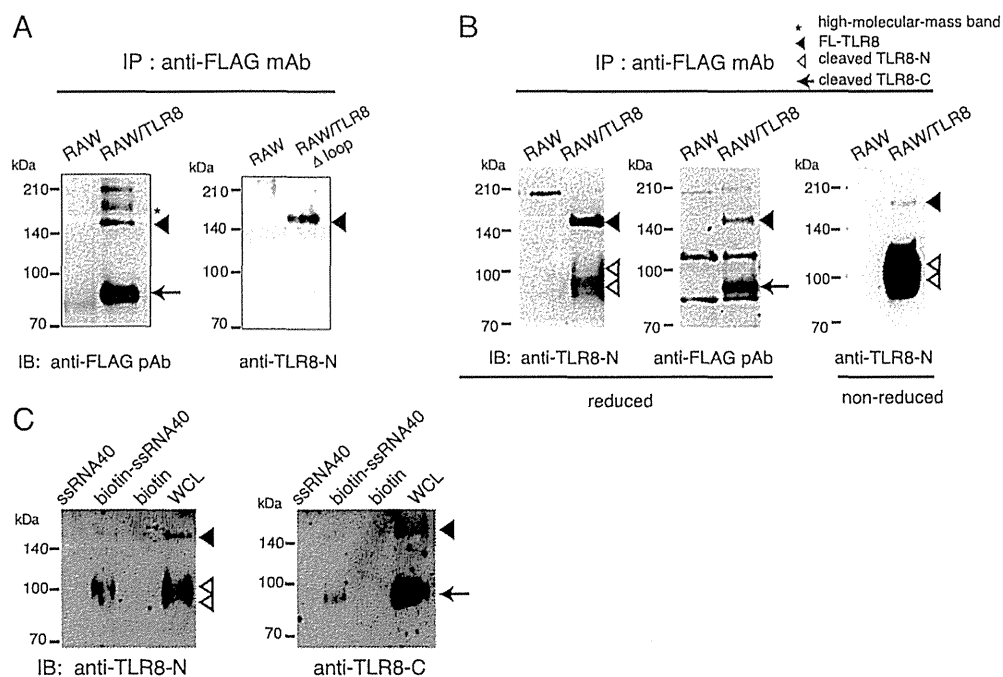 A
IP : anti-FLAG mAb
RAW
RAW/TLR8
RAW
RAW/TLR8
Δ loop
kDa
210
140
100
70
kDa
210
140
100
70
IB: anti-FLAG pAb
anti-TLR8-N
B
* high-molecular-mass band
FL-TLR8
cleaved TLR8-N
cleaved TLR8-C
IP : anti-FLAG mAb
RAW
RAW/TLR8
RAW
RAW/TLR8
RAW
RAW/TLR8
kDa
210
140
100
70
kDa
210
140
100
70
kDa
210
140
100
70
IB: anti-TLR8-N
anti-FLAG pAb
anti-TLR8-N
reduced
non-reduced
C
ssRNA40
biotin-ssRNA40
biotin
WCL
ssRNA40
biotin-ssRNA40
biotin
WCL
kDa
140
100
70
kDa
140
100
70
IB: anti-TLR8-N
anti-TLR8-C